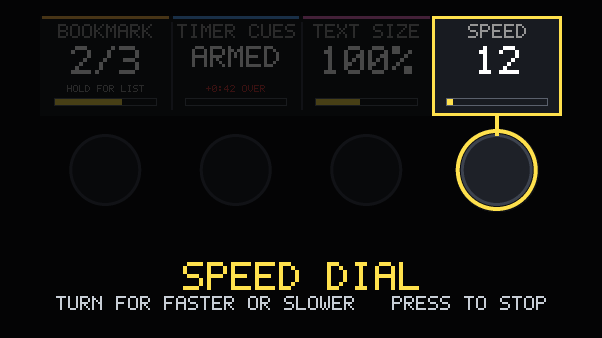 BOOKMARK TIMER CUES TEXT SIZE SPEED
2/3 ARMED 100% 12
HOLD FOR LIST +0:42 OVER
SPEED DIAL
TURN FOR FASTER OR SLOWER PRESS TO STOP